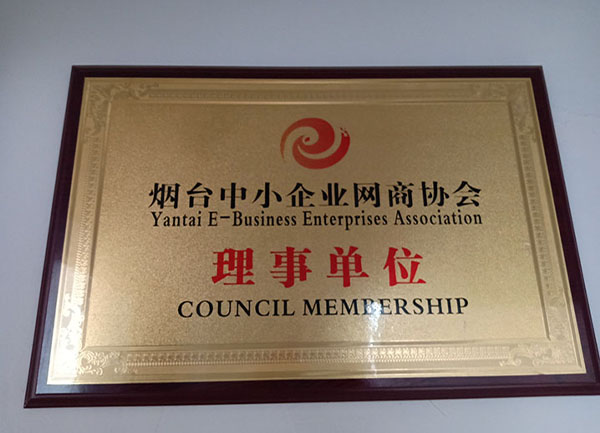 烟台中小企业网商协会
Yantai E-Business Enterprises Association
理事单位
COUNCIL MEMBERSHIP